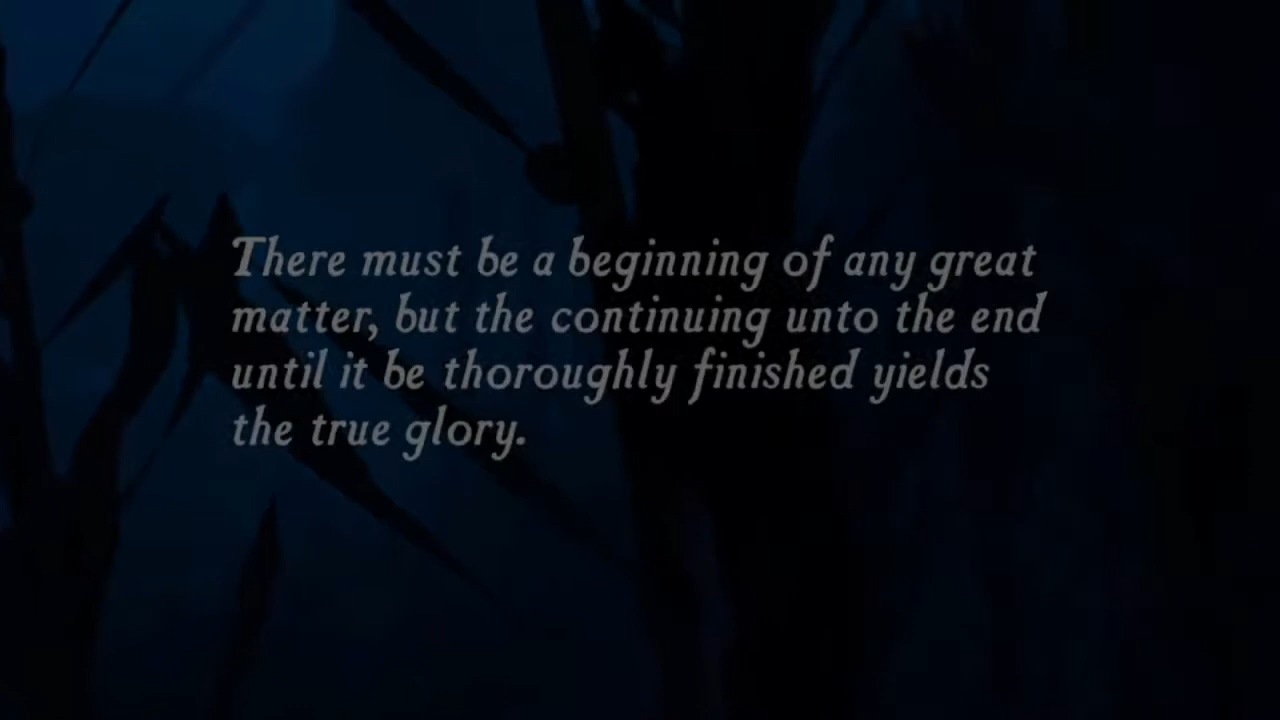 There must be a beginning of any great
matter, but the continuing unto the end
until it be thoroughly finished yields
the true glory.